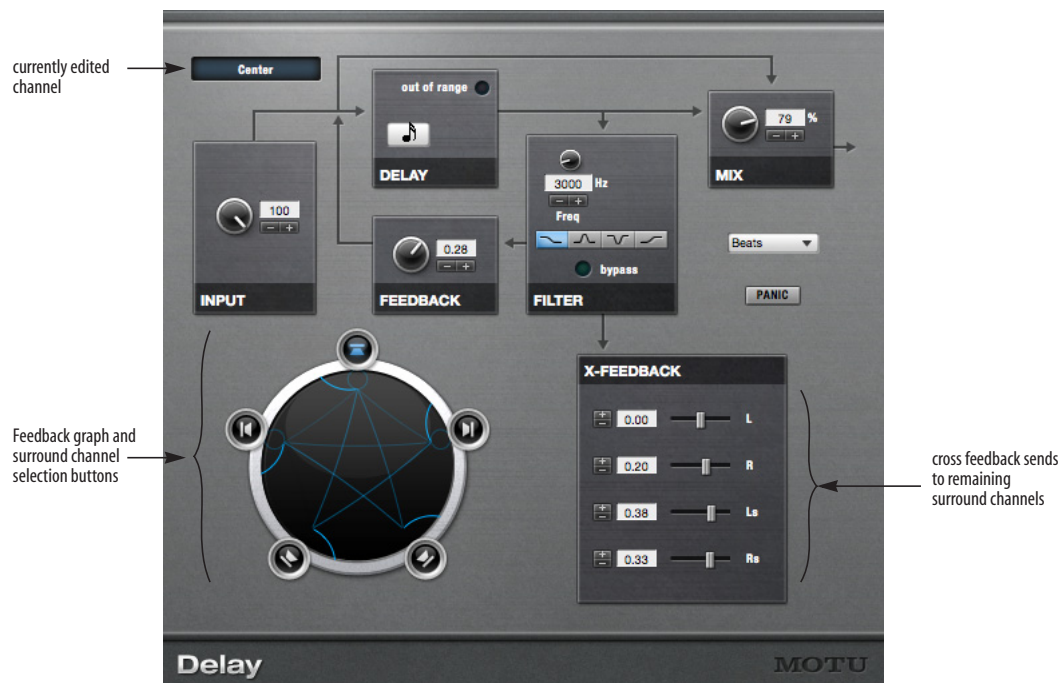 currently edited
channel
Center
out of range
DELAY
79 %
- +
MIX
100
- +
INPUT
0.28
- +
FEEDBACK
3000 Hz
- +
Freq
bypass
FILTER
Beats
PANIC
Feedback graph and
surround channel
selection buttons
X-FEEDBACK
+ - 0.00 L
+ - 0.20 R
+ - 0.38 Ls
+ - 0.33 Rs
cross feedback sends
to remaining
surround channels
Delay
MOTU